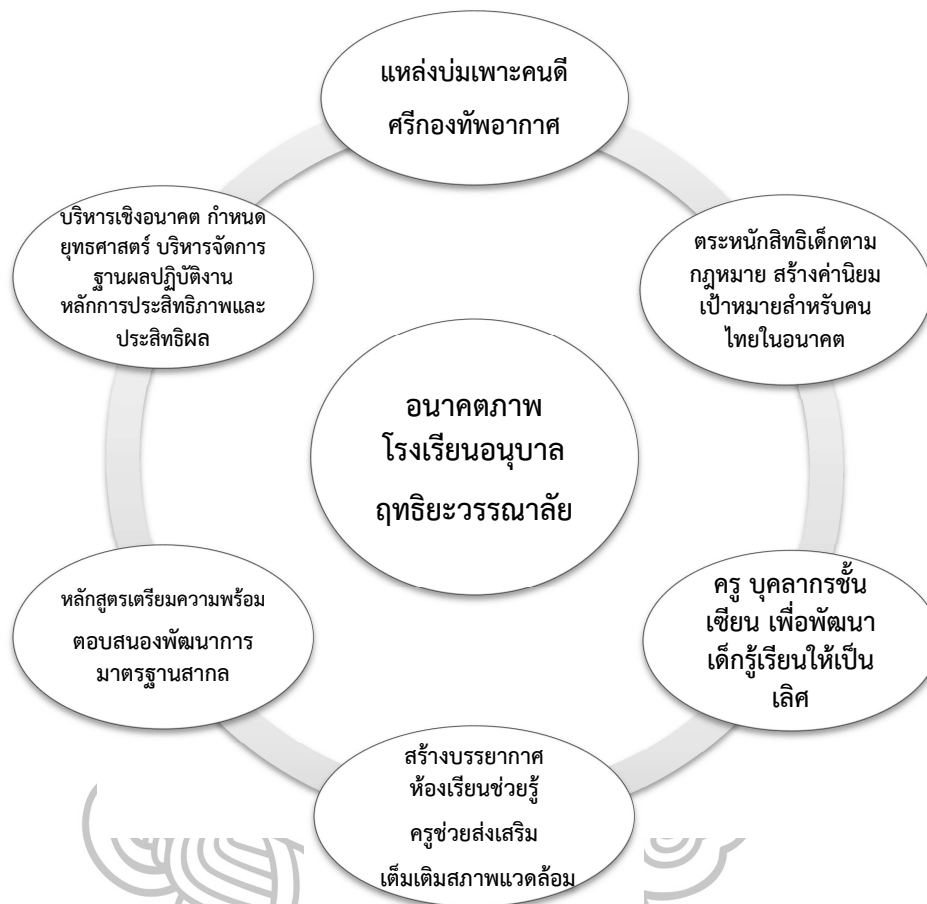 แหล่งบ่มเพาะคนดี
ศรีกองทัพอากาศ
ตระหนักสิทธิเด็กตาม
กฎหมาย สร้างค่านิยม
เป้าหมายสำหรับคน
ไทยในอนาคต
ครู บุคลากรชั้น
เซียน เพื่อพัฒนา
เด็กรู้เรียนให้เป็น
เลิศ
สร้างบรรยากาศ
ห้องเรียนช่วยรู้
ครูช่วยส่งเสริม
เต็มเติมสภาพแวดล้อม
หลักสูตรเตรียมความพร้อม
ตอบสนองพัฒนาการ
มาตรฐานสากล
บริหารเชิงอนาคต กำหนด
ยุทธศาสตร์ บริหารจัดการ
ฐานผลปฏิบัติงาน
หลักการประสิทธิภาพและ
ประสิทธิผล
อนาคตภาพ
โรงเรียนอนุบาล
ฤทธิยะวรรณาลัย